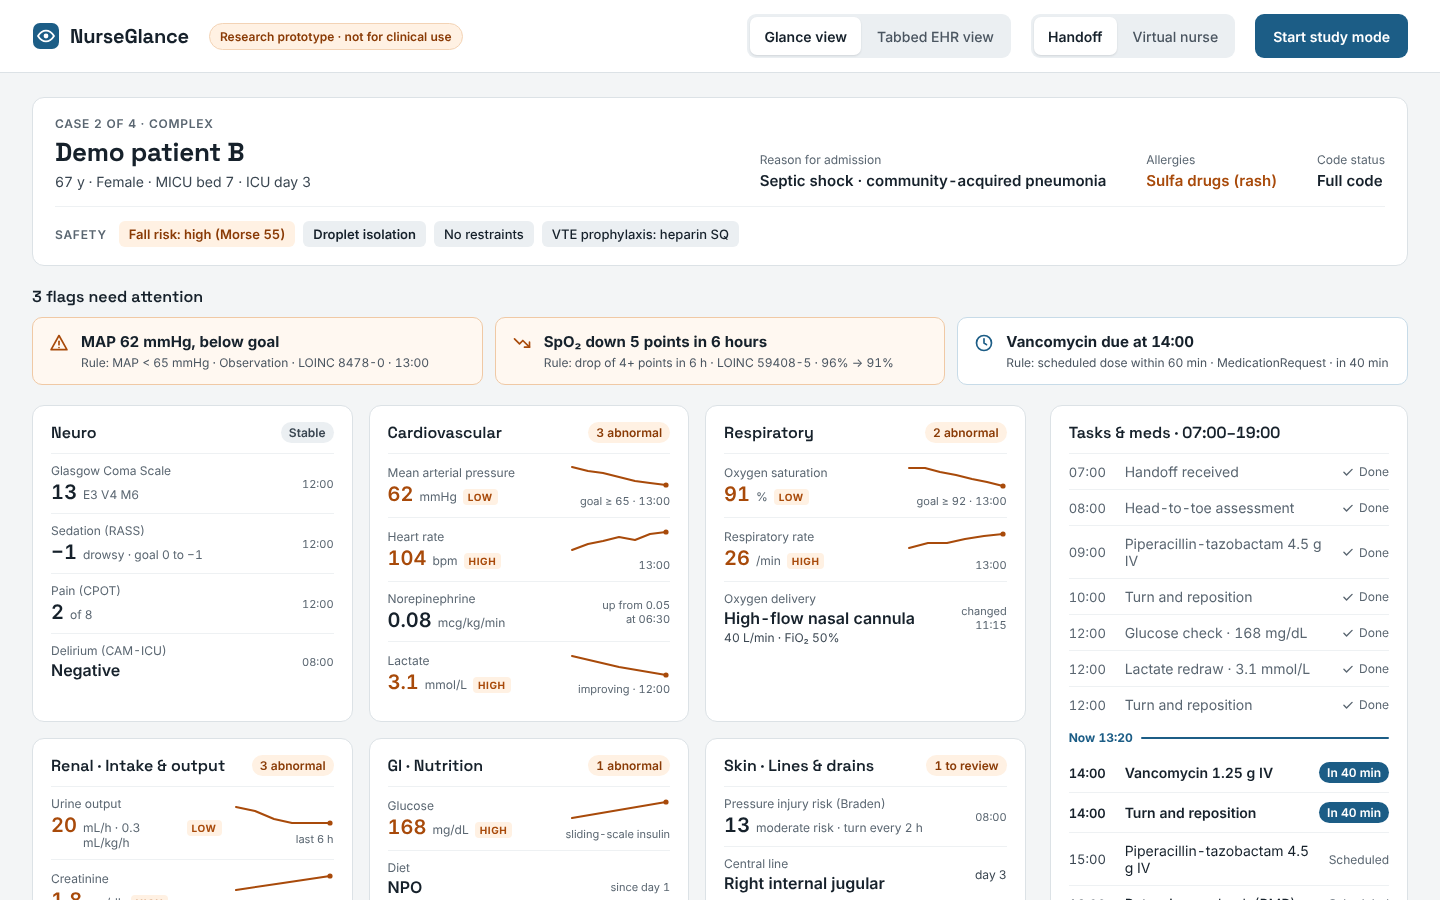 NurseGlance
Research prototype · not for clinical use
Glance view
Tabbed EHR view
Handoff
Virtual nurse
Start study mode
CASE 2 OF 4 · COMPLEX
Demo patient B
67 y · Female · MICU bed 7 · ICU day 3
Reason for admission
Septic shock · community-acquired pneumonia
Allergies
Sulfa drugs (rash)
Code status
Full code
SAFETY
Fall risk: high (Morse 55)
Droplet isolation
No restraints
VTE prophylaxis: heparin SQ
3 flags need attention
MAP 62 mmHg, below goal
Rule: MAP < 65 mmHg · Observation · LOINC 8478-0 · 13:00
SpO₂ down 5 points in 6 hours
Rule: drop of 4+ points in 6 h · LOINC 59408-5 · 96% → 91%
Vancomycin due at 14:00
Rule: scheduled dose within 60 min · MedicationRequest · in 40 min
Neuro
Stable
Glasgow Coma Scale
13 E3 V4 M6
12:00
Sedation (RASS)
−1 drowsy · goal 0 to −1
12:00
Pain (CPOT)
2 of 8
12:00
Delirium (CAM-ICU)
Negative
08:00
Cardiovascular
3 abnormal
Mean arterial pressure
62 mmHg LOW
goal ≥ 65 · 13:00
Heart rate
104 bpm HIGH
13:00
Norepinephrine
0.08 mcg/kg/min
up from 0.05
at 06:30
Lactate
3.1 mmol/L HIGH
improving · 12:00
Respiratory
2 abnormal
Oxygen saturation
91 % LOW
goal ≥ 92 · 13:00
Respiratory rate
26 /min HIGH
13:00
Oxygen delivery
High-flow nasal cannula
40 L/min · FiO₂ 50%
changed
11:15
Tasks & meds · 07:00–19:00
07:00 Handoff received Done
08:00 Head-to-toe assessment Done
09:00 Piperacillin-tazobactam 4.5 g
IV
Done
10:00 Turn and reposition Done
12:00 Glucose check · 168 mg/dL Done
12:00 Lactate redraw · 3.1 mmol/L Done
12:00 Turn and reposition Done
Now 13:20
14:00 Vancomycin 1.25 g IV In 40 min
14:00 Turn and reposition In 40 min
15:00 Piperacillin-tazobactam 4.5
g IV
Scheduled
Renal · Intake & output
3 abnormal
Urine output
20 mL/h · 0.3
mL/kg/h
LOW
last 6 h
Creatinine
GI · Nutrition
1 abnormal
Glucose
168 mg/dL HIGH
sliding-scale insulin
Diet
NPO
since day 1
Skin · Lines & drains
1 to review
Pressure injury risk (Braden)
13 moderate risk · turn every 2 h
08:00
Central line
Right internal jugular
day 3